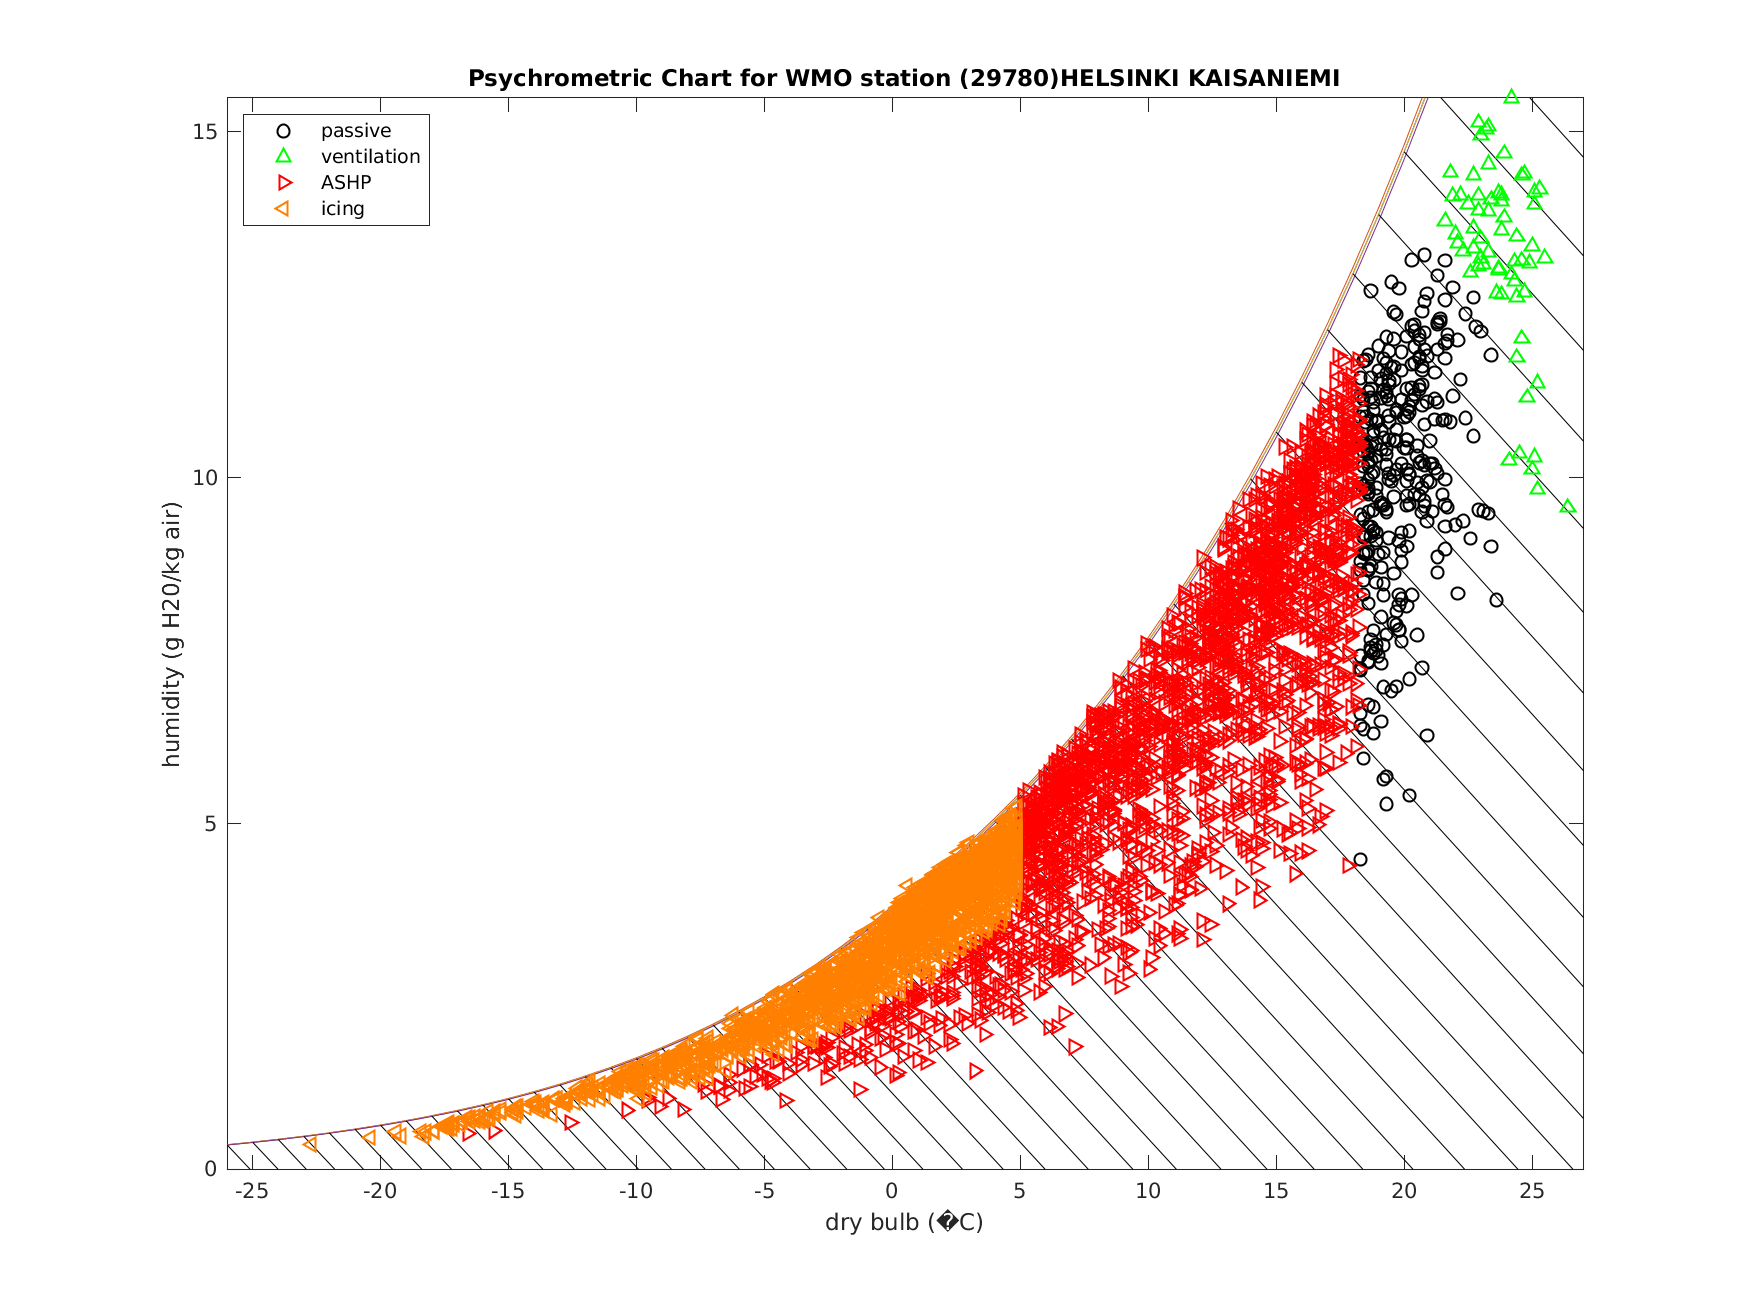 Psychrometric Chart for WMO station (29780)HELSINKI KAISANIEMI
passive
ventilation
ASHP
icing
humidity (g H20/kg air)
15
10
5
0
-25 -20 -15 -10 -5 0 5 10 15 20 25
dry bulb (�C)